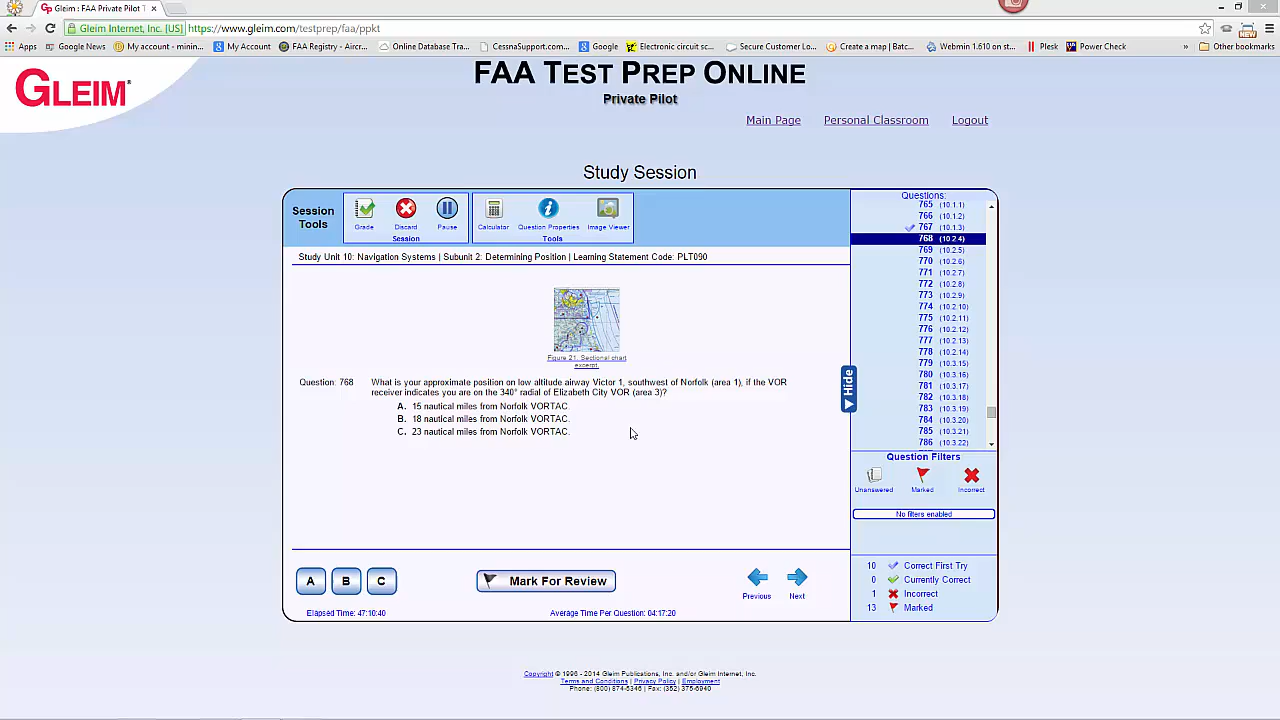 Gleim : FAA Private Pilot T
Gleim Internet, Inc. [US] https://www.gleim.com/testprep/faa/ppkt
Apps Google News My account - minin... My Account FAA Registry - Aircr... Online Database Tra... CessnaSupport.com... Google Electronic circuit sc... Secure Customer Lo... Create a map | Batc... Webmin 1.610 on st... Plesk Power Check » Other bookmarks
GLEIM®
FAA TEST PREP ONLINE
Private Pilot
Main Page Personal Classroom Logout
Study Session
Session Tools
Grade Discard Pause
Session
Calculator Question Properties Image Viewer
Tools
Study Unit 10: Navigation Systems | Subunit 2: Determining Position | Learning Statement Code: PLT090
Figure 21. Sectional chart
excerpt.
Question: 768 What is your approximate position on low altitude airway Victor 1, southwest of Norfolk (area 1), if the VOR
receiver indicates you are on the 340° radial of Elizabeth City VOR (area 3)?
A. 15 nautical miles from Norfolk VORTAC.
B. 18 nautical miles from Norfolk VORTAC.
C. 23 nautical miles from Norfolk VORTAC.
A B C
Mark For Review
Previous Next
Elapsed Time: 47:10:40
Average Time Per Question: 04:17:20
Hide
Questions:
765 (10.1.1)
766 (10.1.2)
767 (10.1.3)
768 (10.2.4)
769 (10.2.5)
770 (10.2.6)
771 (10.2.7)
772 (10.2.8)
773 (10.2.9)
774 (10.2.10)
775 (10.2.11)
776 (10.2.12)
777 (10.2.13)
778 (10.2.14)
779 (10.3.15)
780 (10.3.16)
781 (10.3.17)
782 (10.3.18)
783 (10.3.19)
784 (10.3.20)
785 (10.3.21)
786 (10.3.22)
Question Filters
Unanswered Marked Incorrect
No filters enabled
10 Correct First Try
0 Currently Correct
1 Incorrect
13 Marked
Copyright © 1996 - 2014 Gleim Publications, Inc. and/or Gleim Internet, Inc.
Terms and Conditions | Privacy Policy | Employment
Phone: (800) 874-5346 | Fax: (352) 375-6940